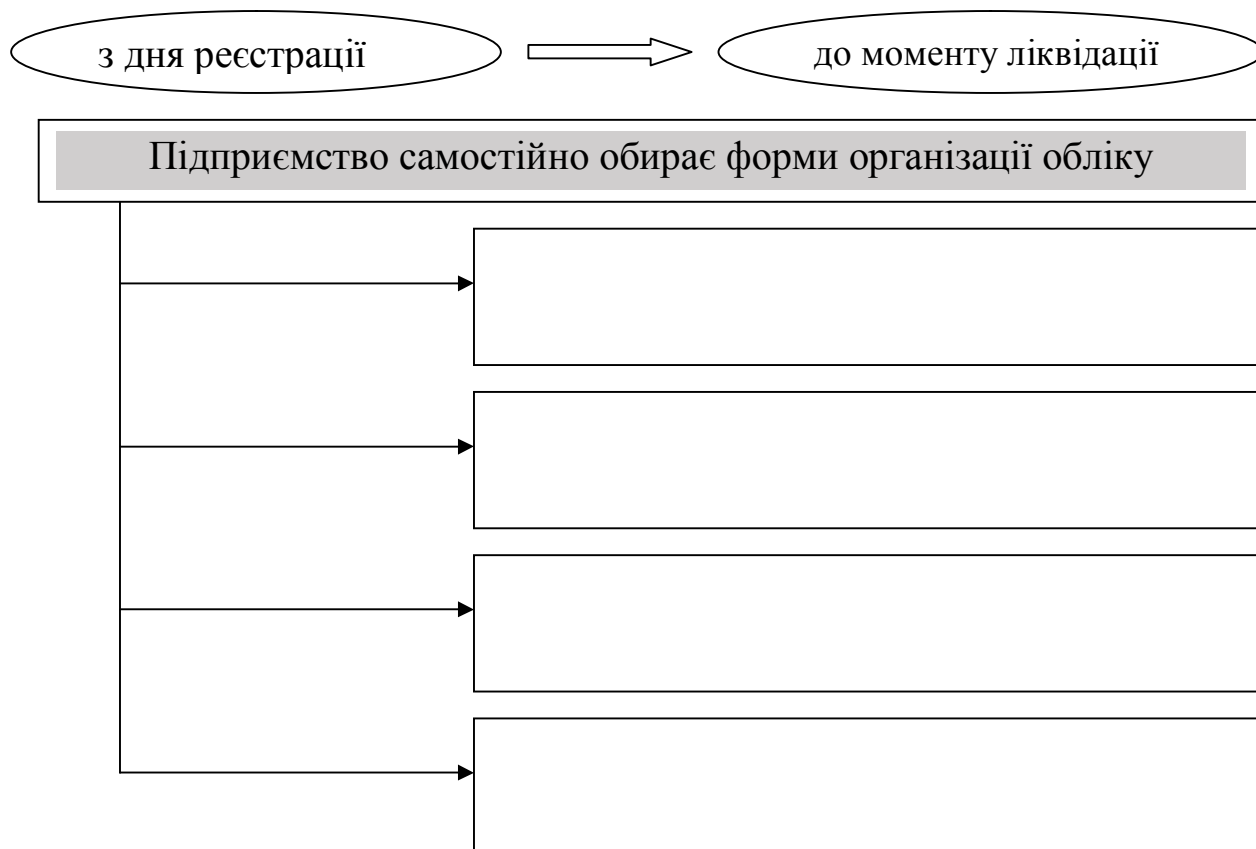 з дня реєстрації
до моменту ліквідації
Підприємство самостійно обирає форми організації обліку